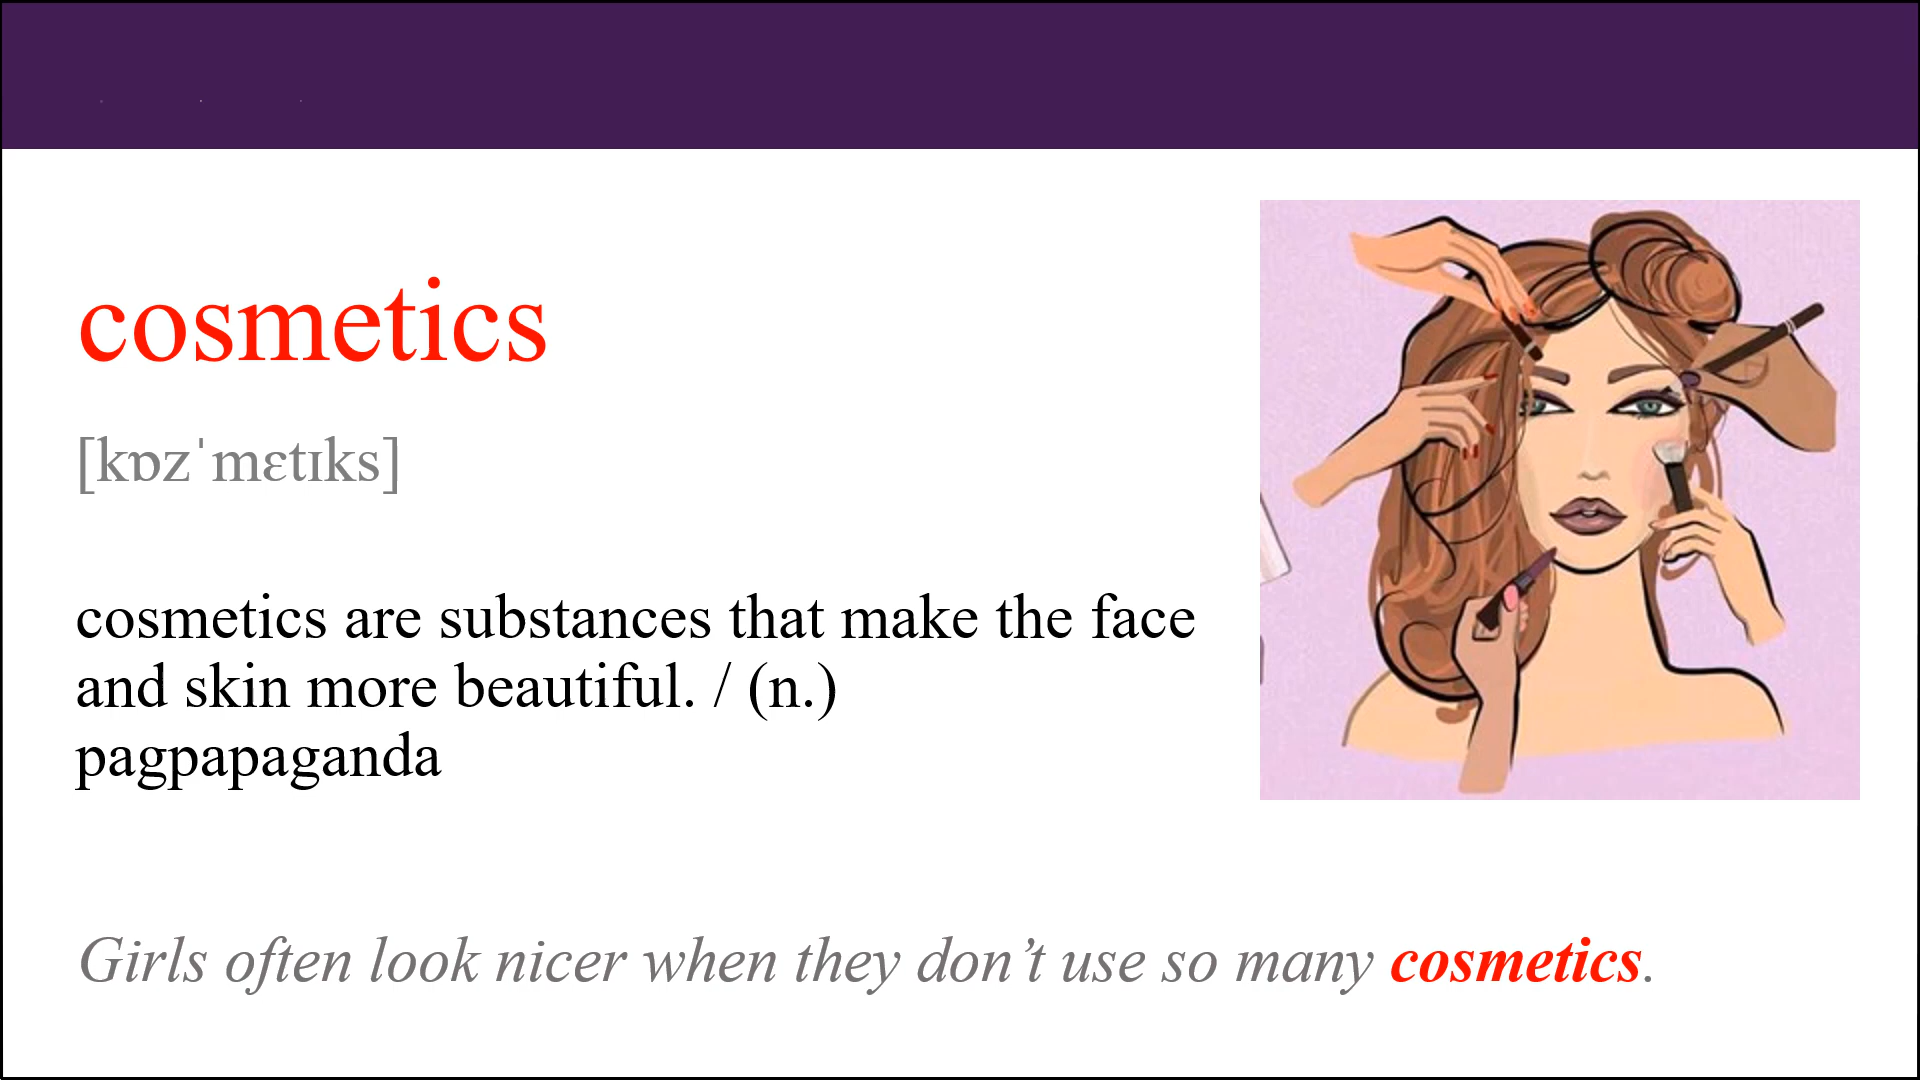 cosmetics
[kɒzˈmɛtɪks]
cosmetics are substances that make the face
and skin more beautiful. / (n.)
pagpapaganda
Girls often look nicer when they don’t use so many cosmetics.